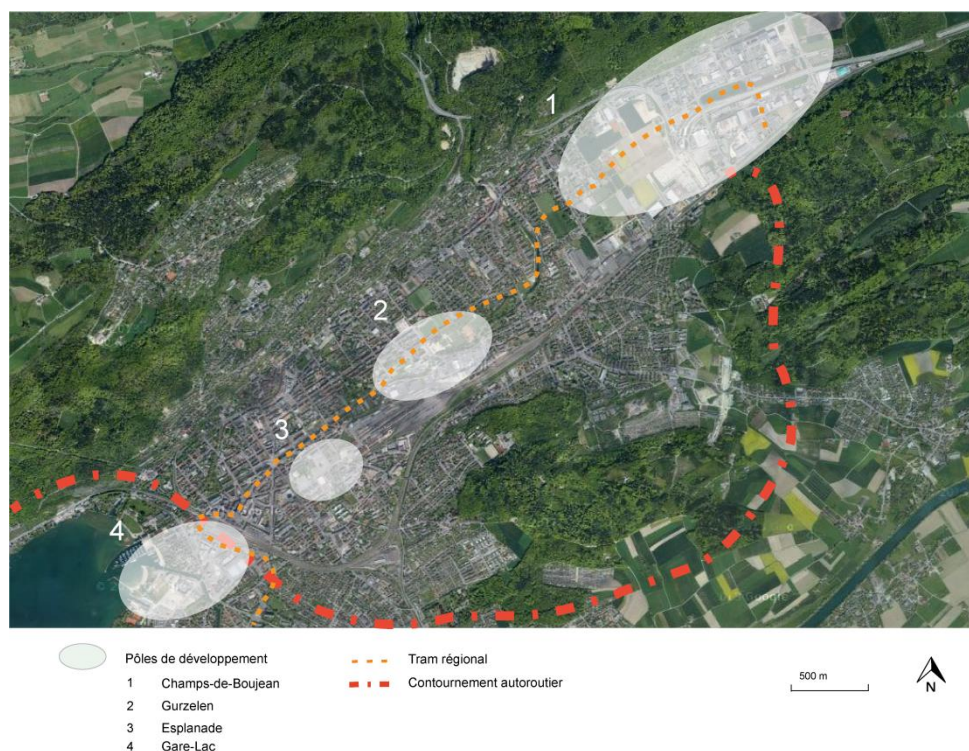 1
2
3
4
Google
Pôles de développement
1 Champs-de-Boujean
2 Gurzelen
3 Esplanade
4 Gare-Lac
Tram régional
Contournement autoroutier
500 m
N